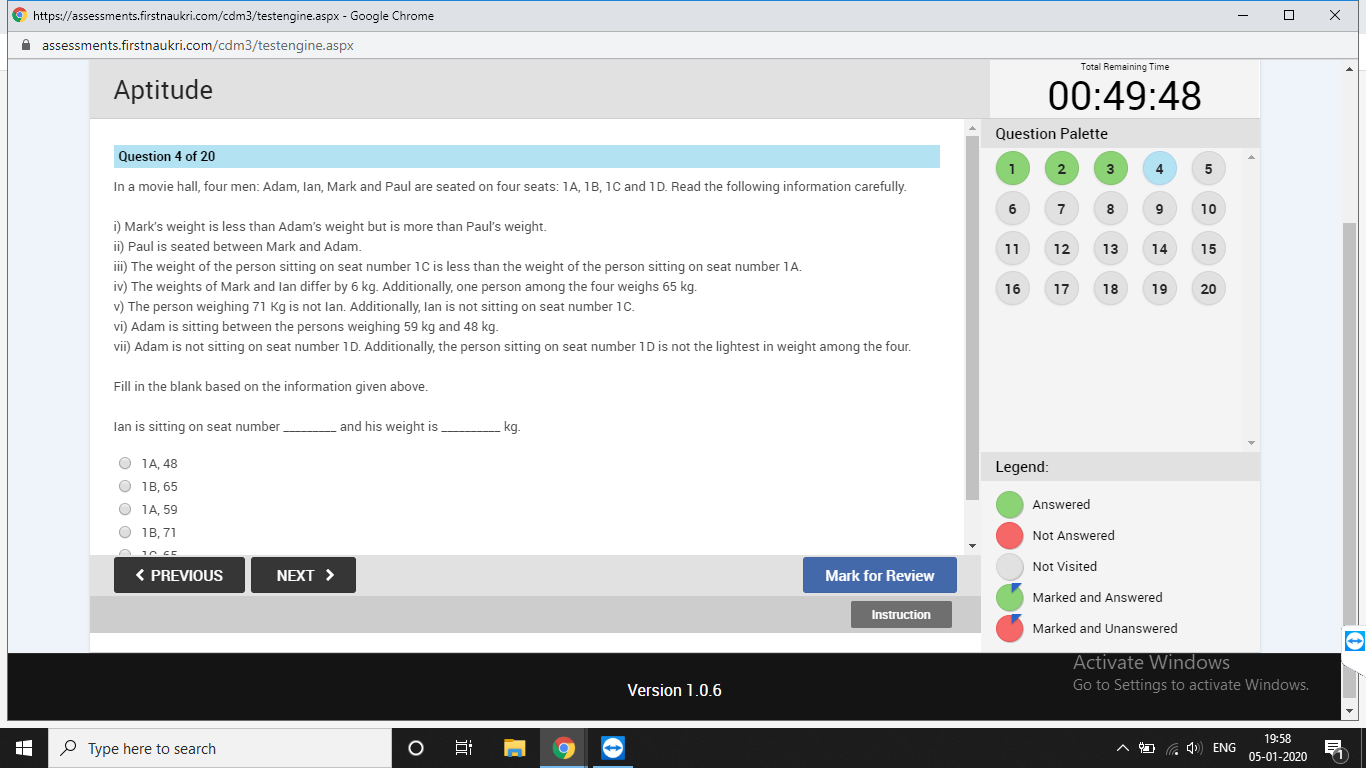 https://assessments.firstnaukri.com/cdm3/testengine.aspx - Google Chrome
assessments.firstnaukri.com/cdm3/testengine.aspx
Aptitude
Total Remaining Time
00:49:48
Question 4 of 20
In a movie hall, four men: Adam, Ian, Mark and Paul are seated on four seats: 1A, 1B, 1C and 1D. Read the following information carefully.
i) Mark's weight is less than Adam's weight but is more than Paul's weight.
ii) Paul is seated between Mark and Adam.
iii) The weight of the person sitting on seat number 1C is less than the weight of the person sitting on seat number 1A.
iv) The weights of Mark and Ian differ by 6 kg. Additionally, one person among the four weighs 65 kg.
v) The person weighing 71 Kg is not Ian. Additionally, Ian is not sitting on seat number 1C.
vi) Adam is sitting between the persons weighing 59 kg and 48 kg.
vii) Adam is not sitting on seat number 1D. Additionally, the person sitting on seat number 1D is not the lightest in weight among the four.
Fill in the blank based on the information given above.
Ian is sitting on seat number _________ and his weight is __________ kg.
1A, 48
1B, 65
1A, 59
1B, 71
1C, 65
PREVIOUS
NEXT
Mark for Review
Instruction
Question Palette
1 2 3 4 5
6 7 8 9 10
11 12 13 14 15
16 17 18 19 20
Legend:
Answered
Not Answered
Not Visited
Marked and Answered
Marked and Unanswered
Activate Windows
Go to Settings to activate Windows.
Version 1.0.6
Type here to search
ENG
19:58
05-01-2020
1